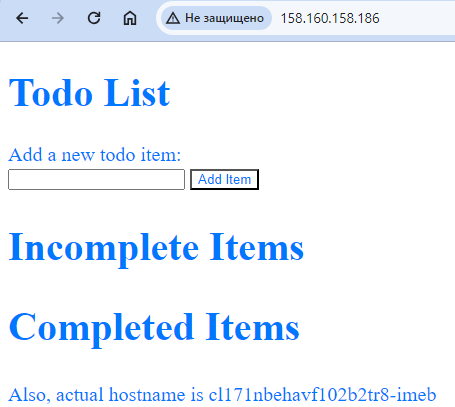 Не защищено 158.160.158.186
Todo List
Add a new todo item:
Add Item
Incomplete Items
Completed Items
Also, actual hostname is cl171nbehavf102b2tr8-imeb